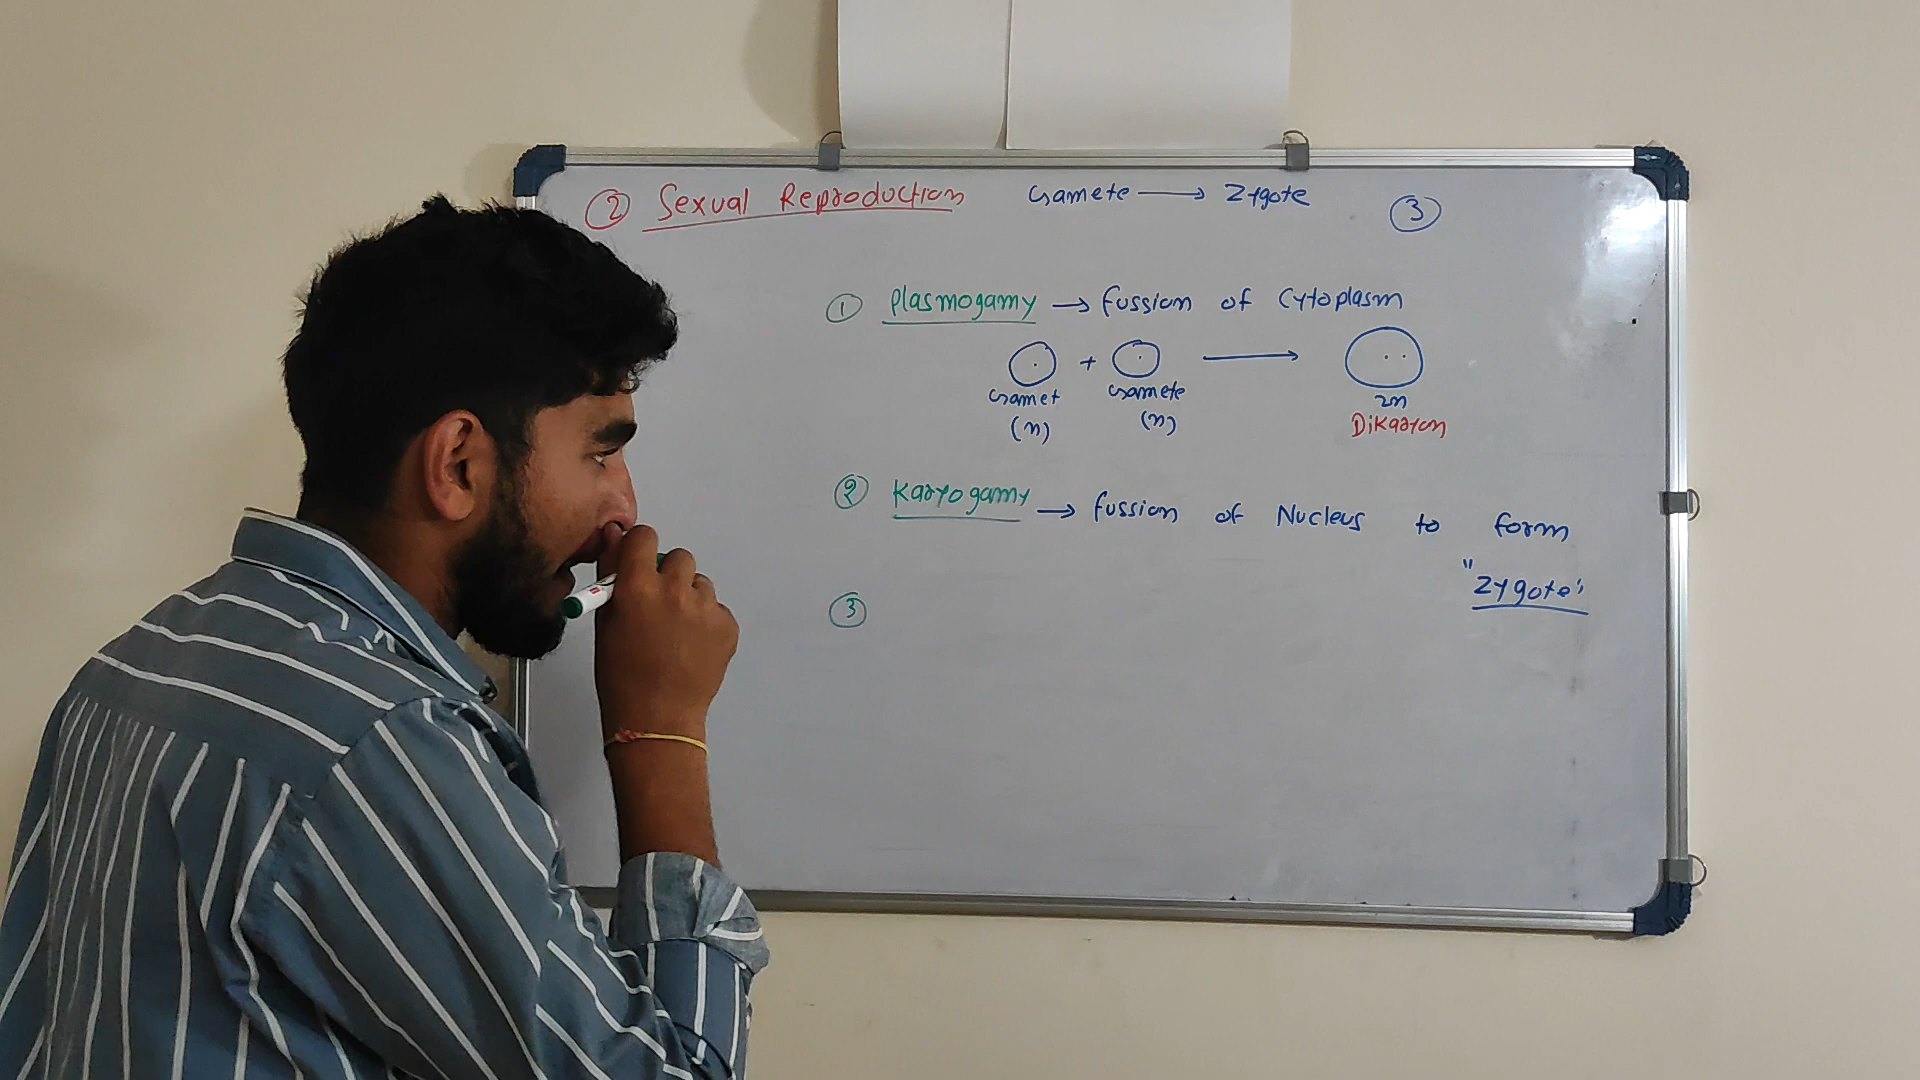 ② Sexual Reproduction Gamete → Zygote ③
① Plasmogamy → fussion of Cytoplasm
+ →
Gamet Gamete 2n
(n) (n) Dikaryon
② Karyogamy → fussion of Nucleus to form
"Zygote"
③